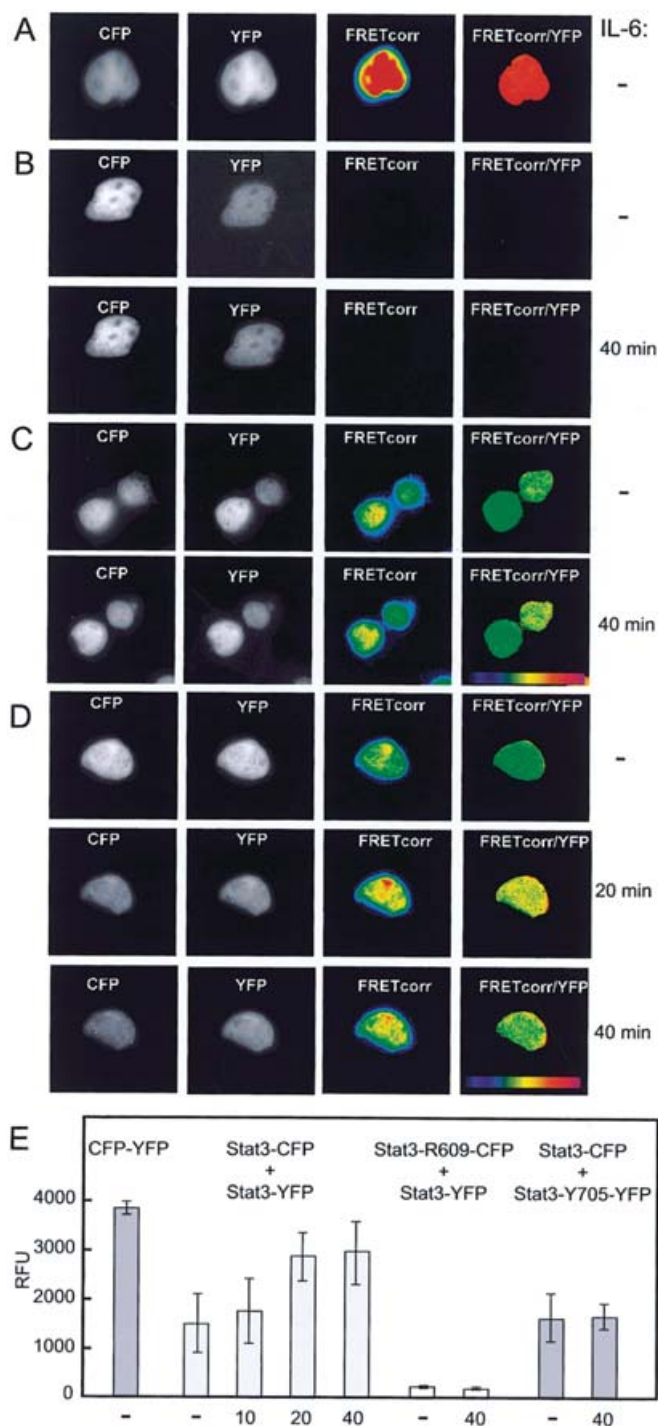 A CFP YFP FRETcorr FRETcorr/YFP IL-6:
-
B CFP YFP FRETcorr FRETcorr/YFP
-
CFP YFP FRETcorr FRETcorr/YFP
40 min
C CFP YFP FRETcorr FRETcorr/YFP
-
CFP YFP FRETcorr FRETcorr/YFP
40 min
D CFP YFP FRETcorr FRETcorr/YFP
-
CFP YFP FRETcorr FRETcorr/YFP
20 min
CFP YFP FRETcorr FRETcorr/YFP
40 min
E
CFP-YFP Stat3-CFP Stat3-R609-CFP Stat3-CFP
+ + +
Stat3-YFP Stat3-YFP Stat3-Y705-YFP
4000
3000
2000
1000
0
RFU
- - 10 20 40 - 40 - 40